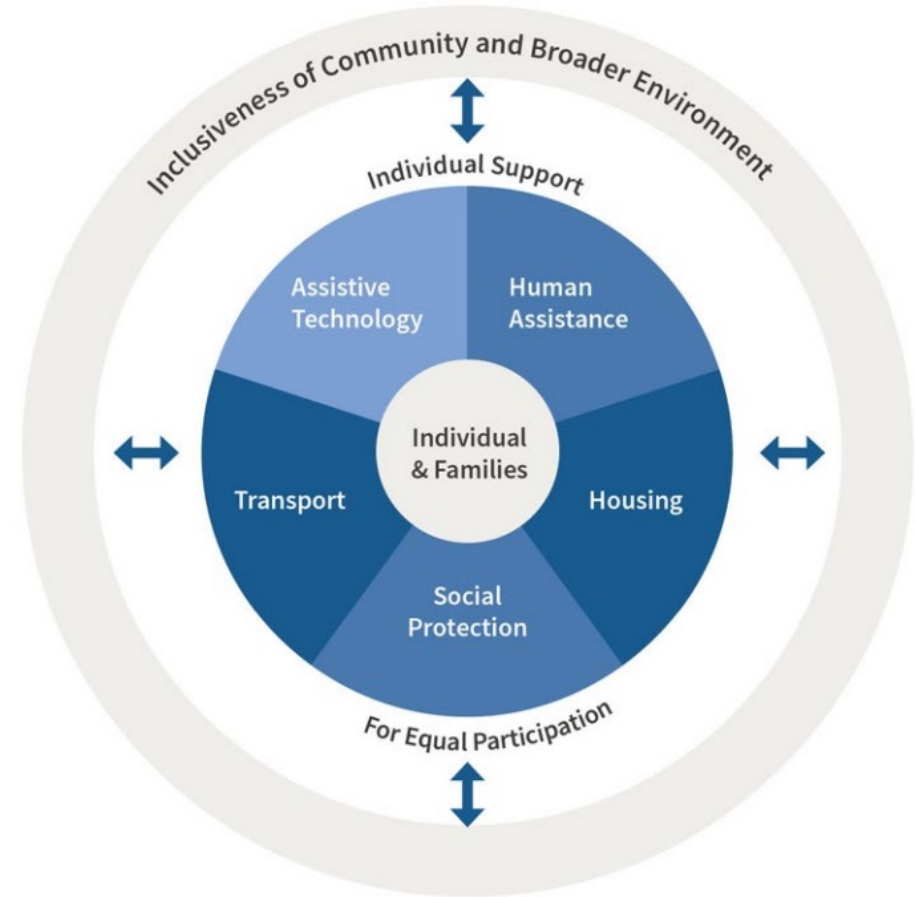 Inclusiveness of Community and Broader Environment
Individual Support
Assistive
Technology
Human
Assistance
Individual
& Families
Transport
Housing
Social
Protection
For Equal Participation